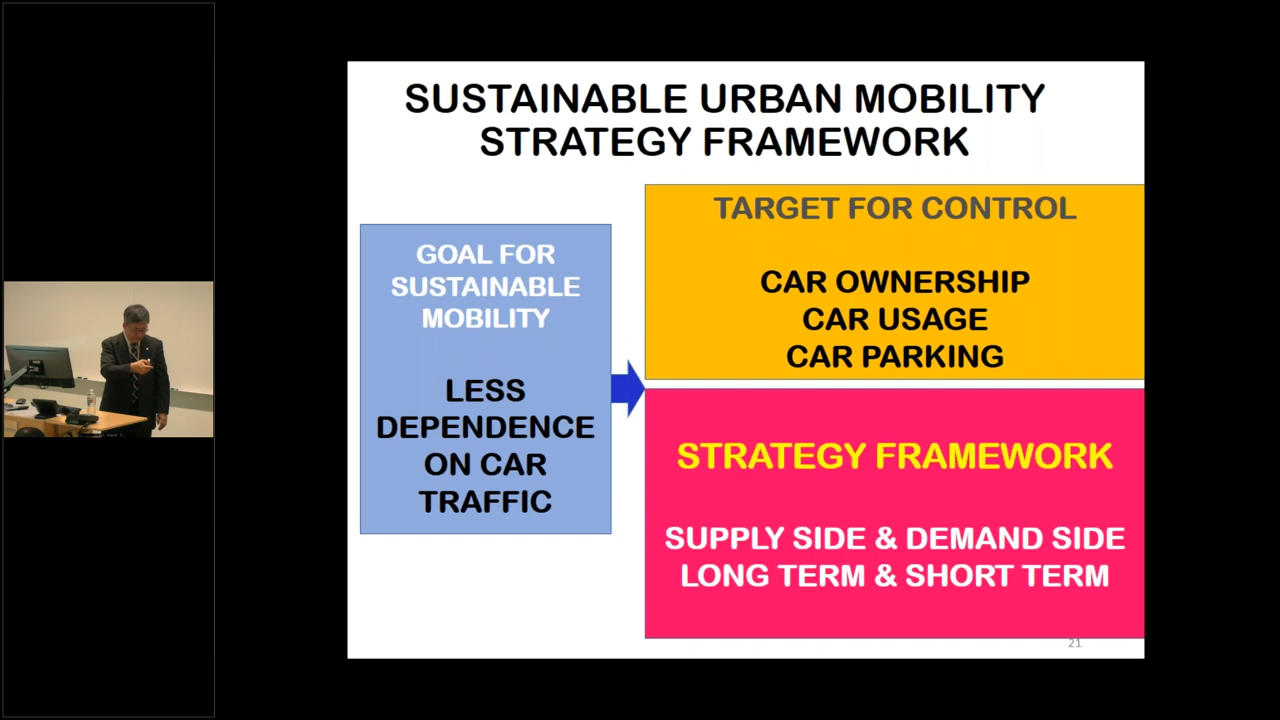 SUSTAINABLE URBAN MOBILITY
STRATEGY FRAMEWORK
GOAL FOR
SUSTAINABLE
MOBILITY
LESS
DEPENDENCE
ON CAR
TRAFFIC
TARGET FOR CONTROL
CAR OWNERSHIP
CAR USAGE
CAR PARKING
STRATEGY FRAMEWORK
SUPPLY SIDE & DEMAND SIDE
LONG TERM & SHORT TERM
21